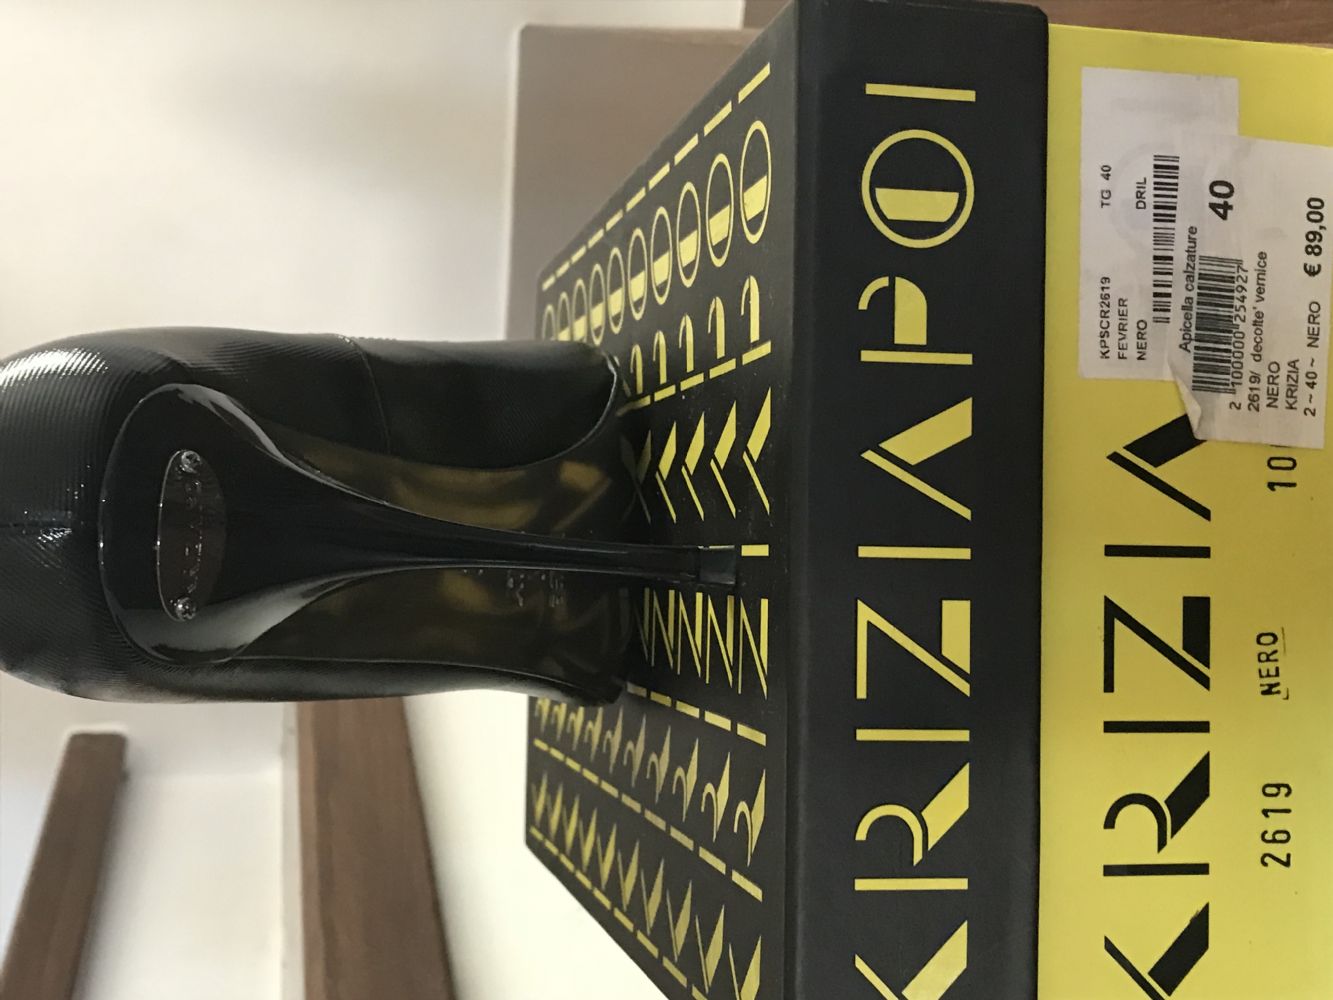 KRIZIA POI
KRIZIA
KPSCR2619 TG 40
FEVRIER
NERO DRIL
Apicella calzature
40
2 100000 254927
2619/ decolte' vernice
NERO
KRIZIA
2 ~ 40 ~ NERO € 89,00
2619 NERO 10